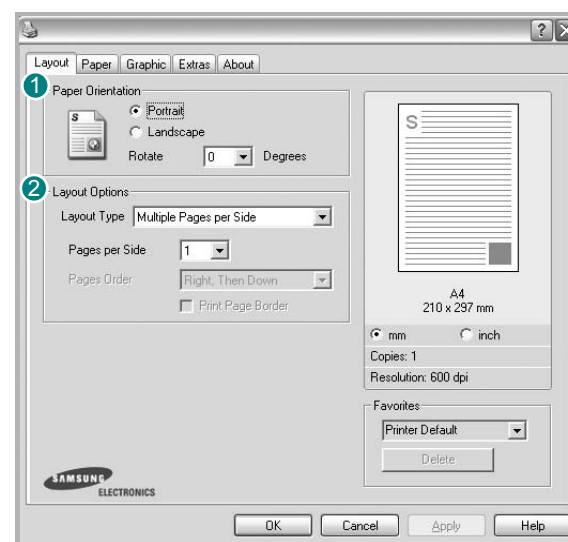 Layout Paper Graphic Extras About
1
Paper Orientation
S
Portrait
Landscape
Rotate 0 Degrees
2
Layout Options
Layout Type Multiple Pages per Side
Pages per Side 1
Pages Order Right, Then Down
Print Page Border
S
A4
210 x 297 mm
mm inch
Copies: 1
Resolution: 600 dpi
Favorites
Printer Default
Delete
SAMSUNG
ELECTRONICS
OK Cancel Apply Help